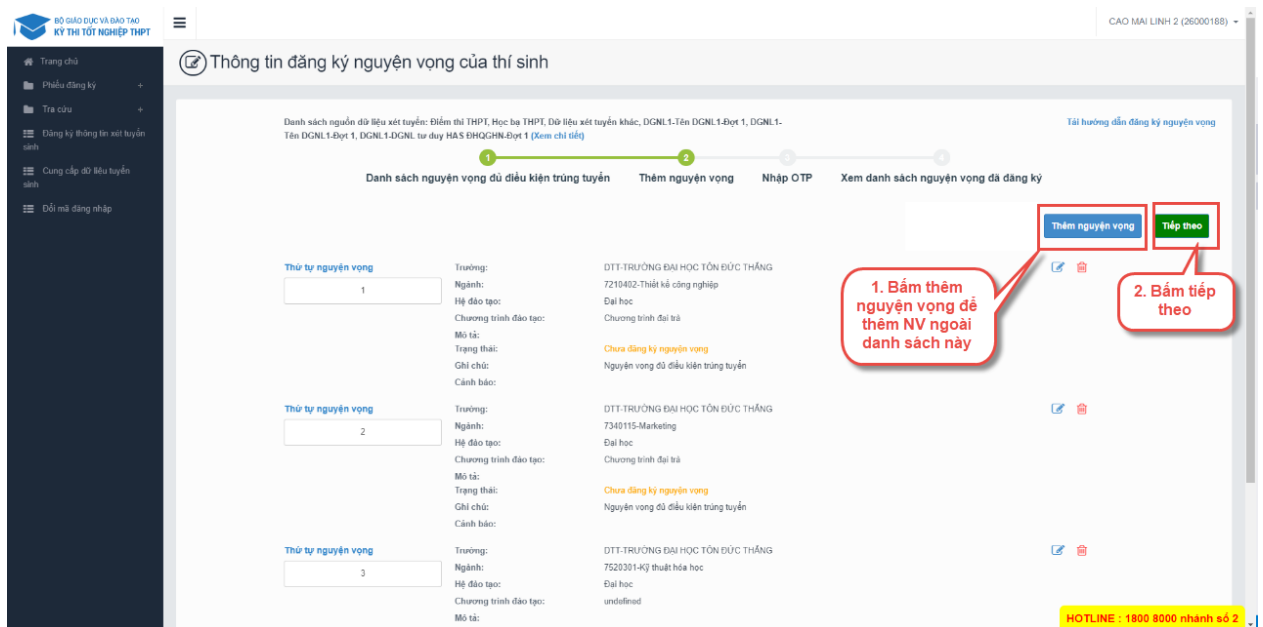 BỘ GIÁO DỤC VÀ ĐÀO TẠO
KỲ THI TỐT NGHIỆP THPT
CAO MAI LINH 2 (26000188)
Trang chủ
Phiếu đăng ký +
Tra cứu +
Đăng ký thông tin xét tuyển
sinh
Cung cấp dữ liệu tuyển
sinh
Đổi mã đăng nhập
Thông tin đăng ký nguyện vọng của thí sinh
Danh sách nguồn dữ liệu xét tuyển: Điểm thi THPT, Học bạ THPT, Dữ liệu xét tuyển khác, DGNL1-Tên DGNL1-Đợt 1, DGNL1-
Tên DGNL1-Đợt 1, DGNL1-DGNL tư duy HAS ĐHQGHN-Đợt 1 (Xem chi tiết)
Tải hướng dẫn đăng ký nguyện vọng
1 2 3 4
Danh sách nguyện vọng đủ điều kiện trúng tuyển Thêm nguyện vọng Nhập OTP Xem danh sách nguyện vọng đã đăng ký
Thêm nguyện vọng Tiếp theo
1. Bấm thêm
nguyện vọng để
thêm NV ngoài
danh sách này
2. Bấm tiếp
theo
Thứ tự nguyện vọng
1
Trường: DTT-TRƯỜNG ĐẠI HỌC TÔN ĐỨC THẮNG
Ngành: 7210402-Thiết kế công nghiệp
Hệ đào tạo: Đại học
Chương trình đào tạo: Chương trình đại trà
Mô tả:
Trạng thái: Chưa đăng ký nguyện vọng
Ghi chú: Nguyện vọng đủ điều kiện trúng tuyển
Cảnh báo:
Thứ tự nguyện vọng
2
Trường: DTT-TRƯỜNG ĐẠI HỌC TÔN ĐỨC THẮNG
Ngành: 7340115-Marketing
Hệ đào tạo: Đại học
Chương trình đào tạo: Chương trình đại trà
Mô tả:
Trạng thái: Chưa đăng ký nguyện vọng
Ghi chú: Nguyện vọng đủ điều kiện trúng tuyển
Cảnh báo:
Thứ tự nguyện vọng
3
Trường: DTT-TRƯỜNG ĐẠI HỌC TÔN ĐỨC THẮNG
Ngành: 7520301-Kỹ thuật hóa học
Hệ đào tạo: Đại học
Chương trình đào tạo: undefined
Mô tả:
HOTLINE : 1800 8000 nhánh số 2